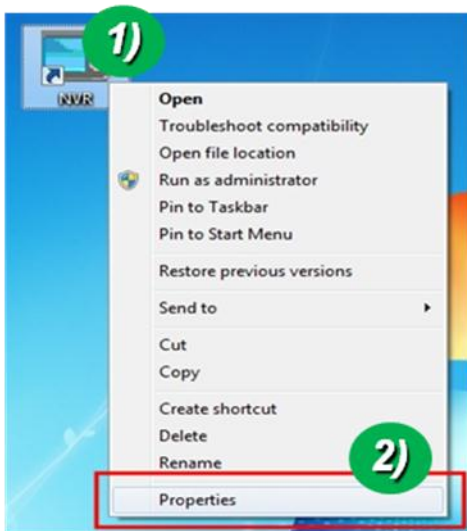 1)
NVR
Open
Troubleshoot compatibility
Open file location
Run as administrator
Pin to Taskbar
Pin to Start Menu
Restore previous versions
Send to
Cut
Copy
Create shortcut
Delete
Rename
2)
Properties